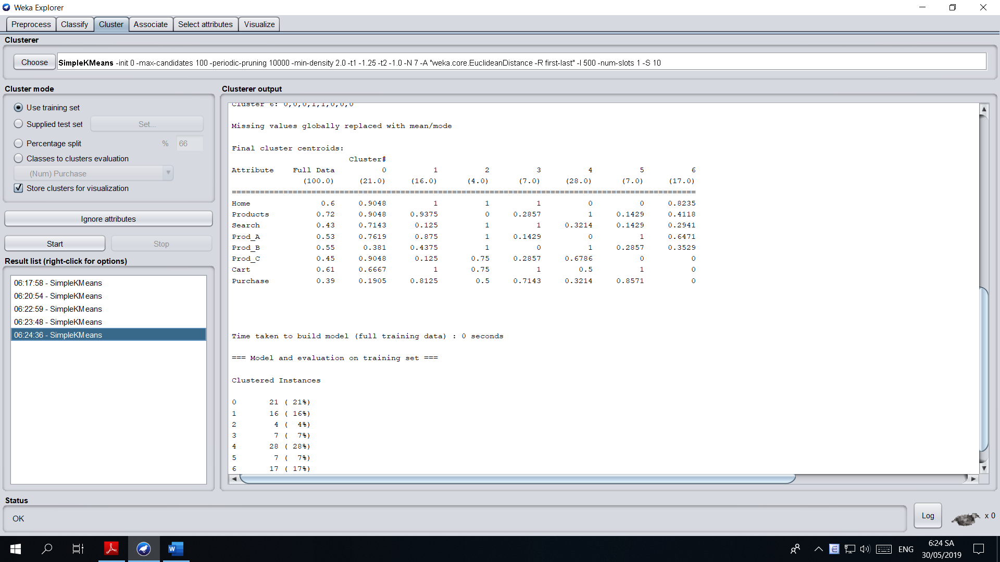 Weka Explorer
Preprocess Classify Cluster Associate Select attributes Visualize
Clusterer
Choose SimpleKMeans -init 0 -max-candidates 100 -periodic-pruning 10000 -min-density 2.0 -t1 -1.25 -t2 -1.0 -N 7 -A "weka.core.EuclideanDistance -R first-last" -I 500 -num-slots 1 -S 10
Cluster mode
Use training set
Supplied test set Set...
Percentage split % 66
Classes to clusters evaluation
(Num) Purchase
Store clusters for visualization
Ignore attributes
Start Stop
Result list (right-click for options)
06:17:58 - SimpleKMeans
06:20:54 - SimpleKMeans
06:22:59 - SimpleKMeans
06:23:48 - SimpleKMeans
06:24:36 - SimpleKMeans
Clusterer output
Cluster 6: 0,0,0,1,1,0,0,0
Missing values globally replaced with mean/mode
Final cluster centroids:
Cluster#
Attribute Full Data 0 1 2 3 4 5 6
(100.0) (21.0) (16.0) (4.0) (7.0) (28.0) (7.0) (17.0)
===================================================================================================
Home 0.6 0.9048 1 1 1 0 0 0.8235
Products 0.72 0.9048 0.9375 0 0.2857 1 0.1429 0.4118
Search 0.43 0.7143 0.125 1 1 0.3214 0.1429 0.2941
Prod_A 0.53 0.7619 0.875 1 0.1429 0 1 0.6471
Prod_B 0.55 0.381 0.4375 1 0 1 0.2857 0.3529
Prod_C 0.45 0.9048 0.125 0.75 0.2857 0.6786 0 0
Cart 0.61 0.6667 1 0.75 1 0.5 1 0
Purchase 0.39 0.1905 0.8125 0.5 0.7143 0.3214 0.8571 0
Time taken to build model (full training data) : 0 seconds
=== Model and evaluation on training set ===
Clustered Instances
0 21 ( 21%)
1 16 ( 16%)
2 4 ( 4%)
3 7 ( 7%)
4 28 ( 28%)
5 7 ( 7%)
6 17 ( 17%)
Status
OK
Log x 0
ENG
6:24 SA
30/05/2019